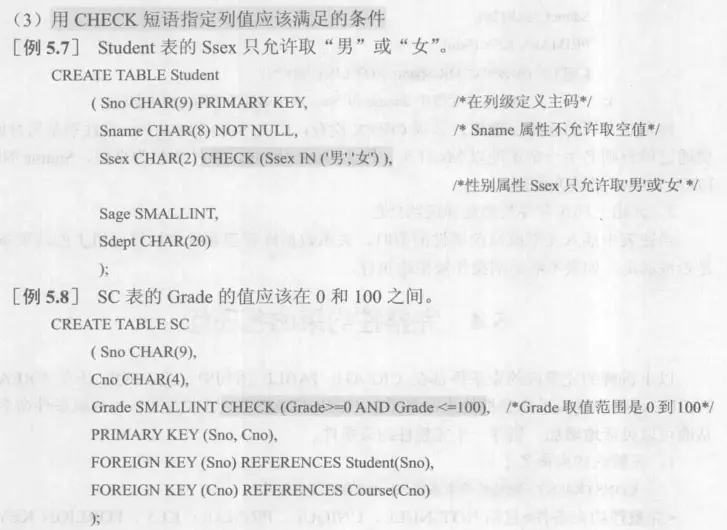 （3）用 CHECK 短语指定列值应该满足的条件
［例 5.7］ Student 表的 Ssex 只允许取“男”或“女”。
CREATE TABLE Student
( Sno CHAR(9) PRIMARY KEY, /*在列级定义主码*/
Sname CHAR(8) NOT NULL, /* Sname 属性不允许取空值*/
Ssex CHAR(2) CHECK (Ssex IN ('男','女') ),
/*性别属性 Ssex 只允许取'男'或'女' */
Sage SMALLINT,
Sdept CHAR(20)
);
［例 5.8］ SC 表的 Grade 的值应该在 0 和 100 之间。
CREATE TABLE SC
( Sno CHAR(9),
Cno CHAR(4),
Grade SMALLINT CHECK (Grade>=0 AND Grade <=100), /*Grade 取值范围是 0 到 100*/
PRIMARY KEY (Sno, Cno),
FOREIGN KEY (Sno) REFERENCES Student(Sno),
FOREIGN KEY (Cno) REFERENCES Course(Cno)
);